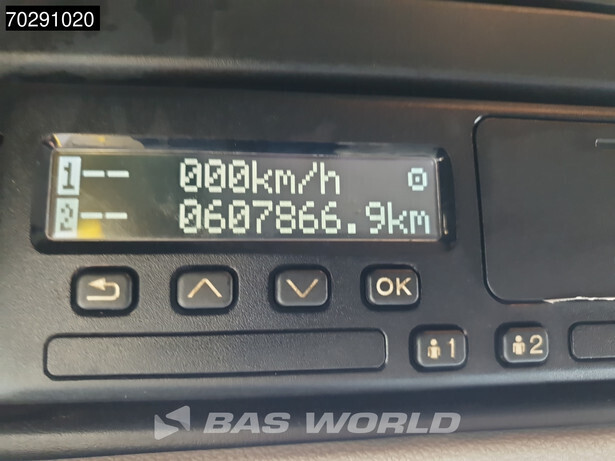 70291020
1-- 000km/h
2-- 0607866.9km
OK
1 2
BAS WORLD